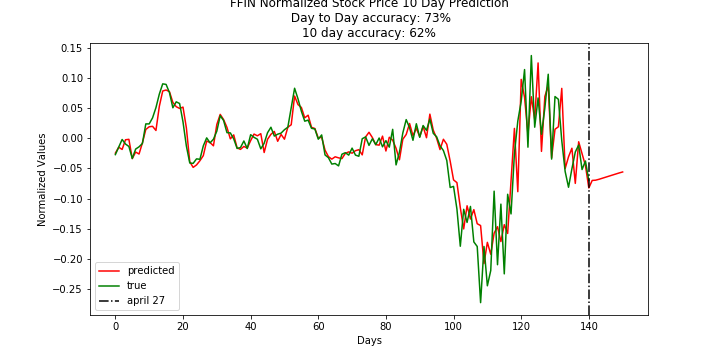 FFIN Normalized Stock Price 10 Day Prediction
Day to Day accuracy: 73%
10 day accuracy: 62%
0.15
0.10
0.05
0.00
−0.05
−0.10
−0.15
−0.20
−0.25
Normalized Values
predicted
true
april 27
0
20
40
60
80
100
120
140
Days